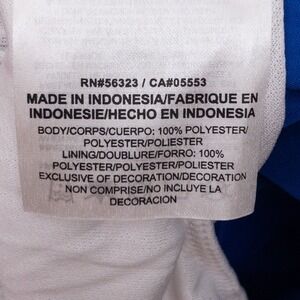 RN#56323 / CA#05553
MADE IN INDONESIA/FABRIQUE EN
INDONESIE/HECHO EN INDONESIA
BODY/CORPS/CUERPO: 100% POLYESTER/
POLYESTER/POLIESTER
LINING/DOUBLURE/FORRO: 100%
POLYESTER/POLYESTER/POLIESTER
EXCLUSIVE OF DECORATION/DECORATION
NON COMPRISE/NO INCLUYE LA
DECORACION